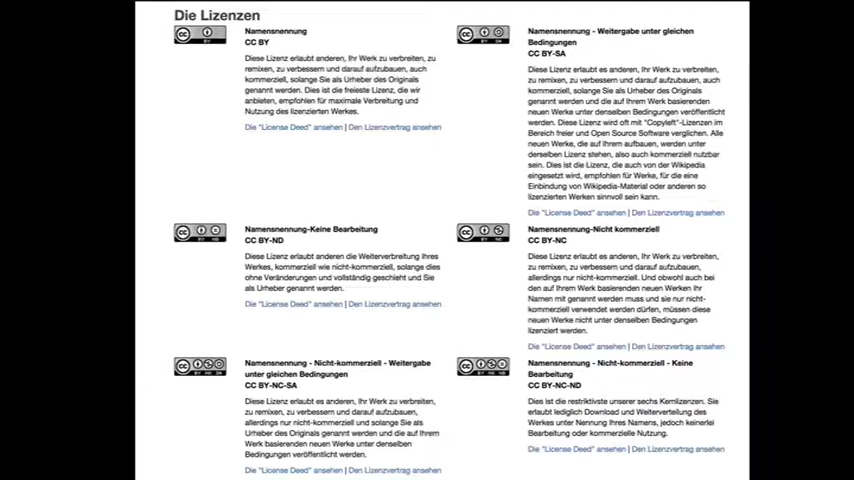 Die Lizenzen
Namensnennung
CC BY
Diese Lizenz erlaubt anderen, Ihr Werk zu verbreiten, zu
remixen, zu verbessern und darauf aufzubauen, auch
kommerziell, solange Sie als Urheber des Originals
genannt werden. Dies ist die freieste Lizenz, die wir
anbieten, empfohlen für maximale Verbreitung und
Nutzung des lizenzierten Werkes.
Die "License Deed" ansehen | Den Lizenzvertrag ansehen
Namensnennung - Weitergabe unter gleichen
Bedingungen
CC BY-SA
Diese Lizenz erlaubt es anderen, Ihr Werk zu verbreiten,
zu remixen, zu verbessern und darauf aufzubauen, auch
kommerziell, solange Sie als Urheber des Originals
genannt werden und die auf Ihrem Werk basierenden
neuen Werke unter denselben Bedingungen veröffentlicht
werden. Diese Lizenz wird oft mit "Copyleft"-Lizenzen im
Bereich freier und Open Source Software verglichen. Alle
neuen Werke, die auf Ihrem aufbauen, werden unter
derselben Lizenz stehen, also auch kommerziell nutzbar
sein. Dies ist die Lizenz, die auch von der Wikipedia
eingesetzt wird, empfohlen für Werke, für die eine
Einbindung von Wikipedia-Material oder anderen so
lizenzierten Werken sinnvoll sein kann.
Die "License Deed" ansehen | Den Lizenzvertrag ansehen
Namensnennung-Keine Bearbeitung
CC BY-ND
Diese Lizenz erlaubt anderen die Weiterverbreitung Ihres
Werkes, kommerziell wie nicht-kommerziell, solange dies
ohne Veränderungen und vollständig geschieht und Sie
als Urheber genannt werden.
Die "License Deed" ansehen | Den Lizenzvertrag ansehen
Namensnennung-Nicht kommerziell
CC BY-NC
Diese Lizenz erlaubt es anderen, Ihr Werk zu verbreiten,
zu remixen, zu verbessern und darauf aufzubauen,
allerdings nur nicht-kommerziell. Und obwohl auch bei
den auf Ihrem Werk basierenden neuen Werken Ihr
Namen mit genannt werden muss und sie nur nicht-
kommerziell verwendet werden dürfen, müssen diese
neuen Werke nicht unter denselben Bedingungen
lizenziert werden.
Die "License Deed" ansehen | Den Lizenzvertrag ansehen
Namensnennung - Nicht-kommerziell - Weitergabe
unter gleichen Bedingungen
CC BY-NC-SA
Diese Lizenz erlaubt es anderen, Ihr Werk zu verbreiten,
zu remixen, zu verbessern und darauf aufzubauen,
allerdings nur nicht-kommerziell und solange Sie als
Urheber des Originals genannt werden und die auf Ihrem
Werk basierenden neuen Werke unter denselben
Bedingungen veröffentlicht werden.
Die "License Deed" ansehen | Den Lizenzvertrag ansehen
Namensnennung - Nicht-kommerziell - Keine
Bearbeitung
CC BY-NC-ND
Dies ist die restriktivste unserer sechs Kernlizenzen. Sie
erlaubt lediglich Download und Weiterverteilung des
Werkes unter Nennung Ihres Namens, jedoch keinerlei
Bearbeitung oder kommerzielle Nutzung.
Die "License Deed" ansehen | Den Lizenzvertrag ansehen